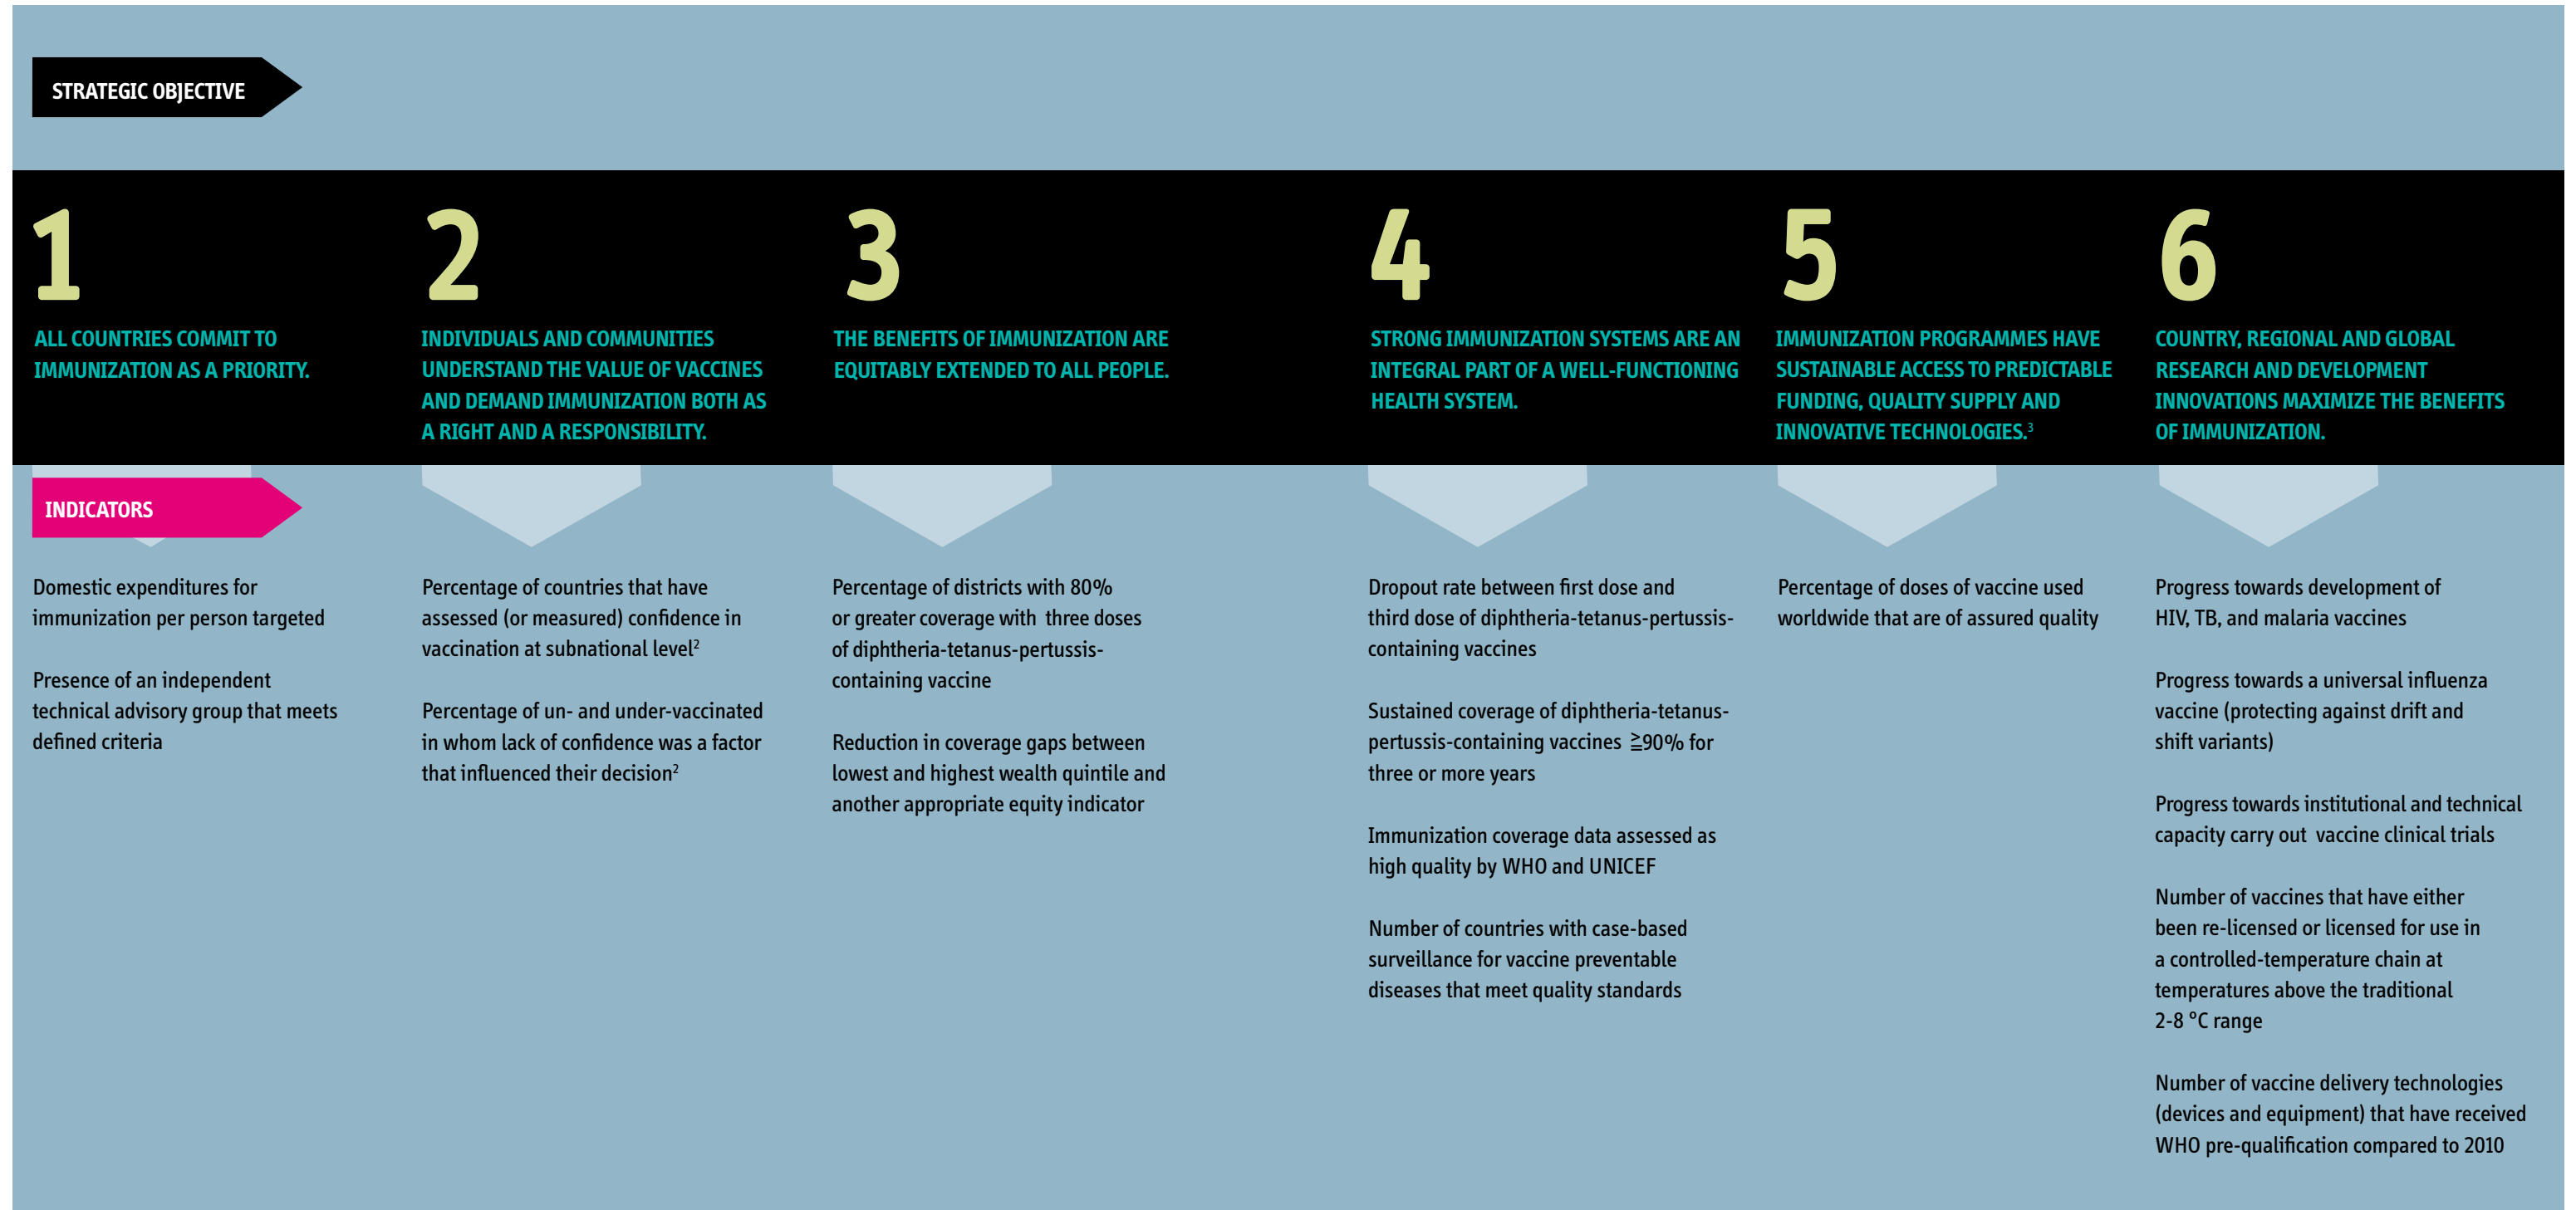 STRATEGIC OBJECTIVE
1
ALL COUNTRIES COMMIT TO
IMMUNIZATION AS A PRIORITY.
2
INDIVIDUALS AND COMMUNITIES
UNDERSTAND THE VALUE OF VACCINES
AND DEMAND IMMUNIZATION BOTH AS
A RIGHT AND A RESPONSIBILITY.
3
THE BENEFITS OF IMMUNIZATION ARE
EQUITABLY EXTENDED TO ALL PEOPLE.
4
STRONG IMMUNIZATION SYSTEMS ARE AN
INTEGRAL PART OF A WELL-FUNCTIONING
HEALTH SYSTEM.
5
IMMUNIZATION PROGRAMMES HAVE
SUSTAINABLE ACCESS TO PREDICTABLE
FUNDING, QUALITY SUPPLY AND
INNOVATIVE TECHNOLOGIES.³
6
COUNTRY, REGIONAL AND GLOBAL
RESEARCH AND DEVELOPMENT
INNOVATIONS MAXIMIZE THE BENEFITS
OF IMMUNIZATION.
INDICATORS
Domestic expenditures for
immunization per person targeted
Presence of an independent
technical advisory group that meets
defined criteria
Percentage of countries that have
assessed (or measured) confidence in
vaccination at subnational level²
Percentage of un- and under-vaccinated
in whom lack of confidence was a factor
that influenced their decision²
Percentage of districts with 80%
or greater coverage with three doses
of diphtheria-tetanus-pertussis-
containing vaccine
Reduction in coverage gaps between
lowest and highest wealth quintile and
another appropriate equity indicator
Dropout rate between first dose and
third dose of diphtheria-tetanus-pertussis-
containing vaccines
Sustained coverage of diphtheria-tetanus-
pertussis-containing vaccines ≧90% for
three or more years
Immunization coverage data assessed as
high quality by WHO and UNICEF
Number of countries with case-based
surveillance for vaccine preventable
diseases that meet quality standards
Percentage of doses of vaccine used
worldwide that are of assured quality
Progress towards development of
HIV, TB, and malaria vaccines
Progress towards a universal influenza
vaccine (protecting against drift and
shift variants)
Progress towards institutional and technical
capacity carry out vaccine clinical trials
Number of vaccines that have either
been re-licensed or licensed for use in
a controlled-temperature chain at
temperatures above the traditional
2-8 °C range
Number of vaccine delivery technologies
(devices and equipment) that have received
WHO pre-qualification compared to 2010